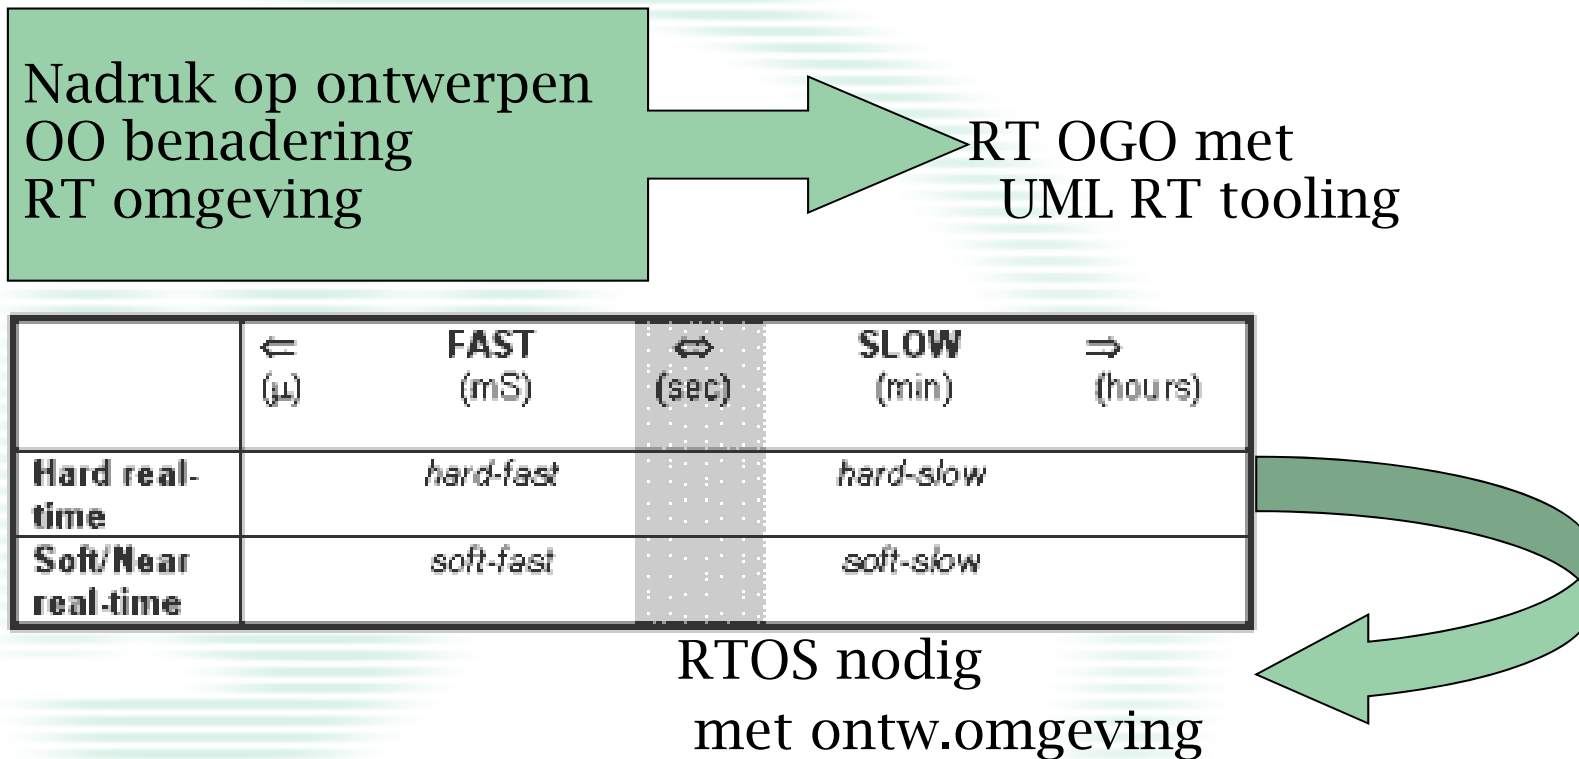 Nadruk op ontwerpen
OO benadering
RT omgeving
RT OGO met
UML RT tooling
⇐ FAST ⇔ SLOW ⇒
(µ) (mS) (sec) (min) (hours)
Hard real- hard-fast hard-slow
time
Soft/Near soft-fast soft-slow
real-time
RTOS nodig
met ontw.omgeving